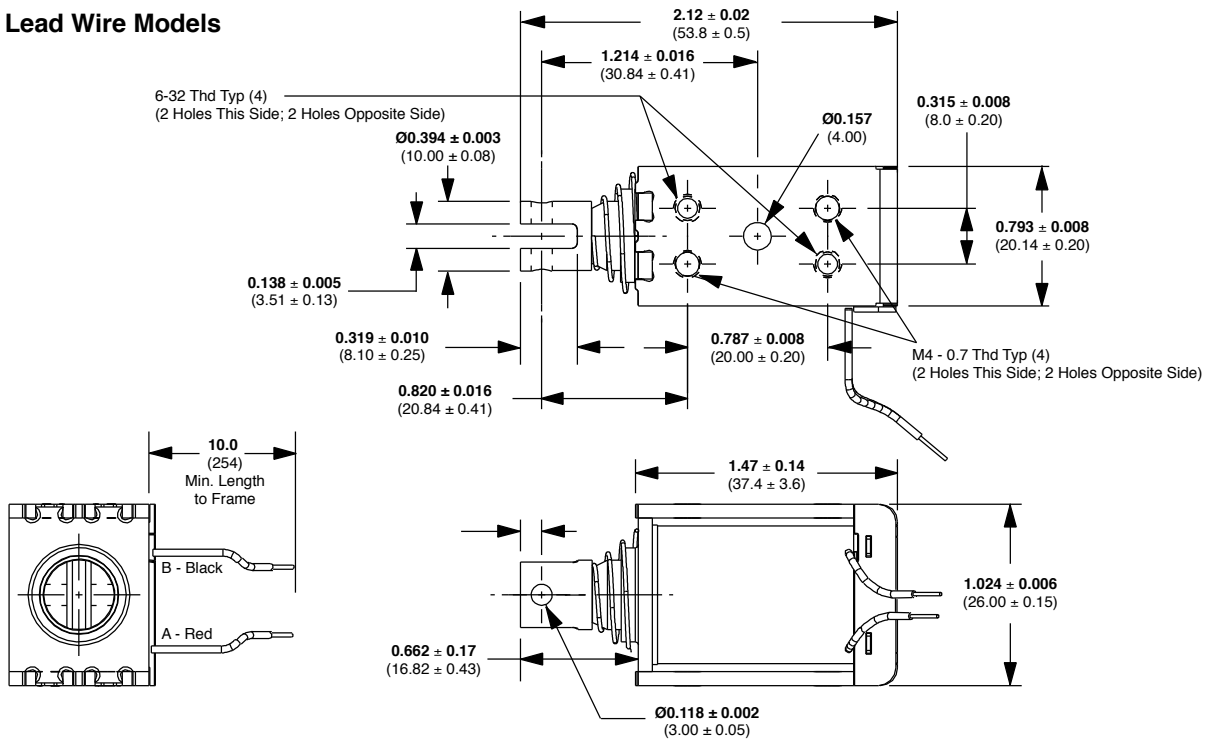 Lead Wire Models
2.12 ± 0.02
(53.8 ± 0.5)
1.214 ± 0.016
(30.84 ± 0.41)
6-32 Thd Typ (4)
(2 Holes This Side; 2 Holes Opposite Side)
Ø0.394 ± 0.003
(10.00 ± 0.08)
Ø0.157
(4.00)
0.315 ± 0.008
(8.0 ± 0.20)
0.793 ± 0.008
(20.14 ± 0.20)
0.138 ± 0.005
(3.51 ± 0.13)
0.319 ± 0.010
(8.10 ± 0.25)
0.787 ± 0.008
(20.00 ± 0.20)
M4 - 0.7 Thd Typ (4)
(2 Holes This Side; 2 Holes Opposite Side)
0.820 ± 0.016
(20.84 ± 0.41)
10.0
(254)
Min. Length
to Frame
B - Black
A - Red
1.47 ± 0.14
(37.4 ± 3.6)
1.024 ± 0.006
(26.00 ± 0.15)
0.662 ± 0.17
(16.82 ± 0.43)
Ø0.118 ± 0.002
(3.00 ± 0.05)